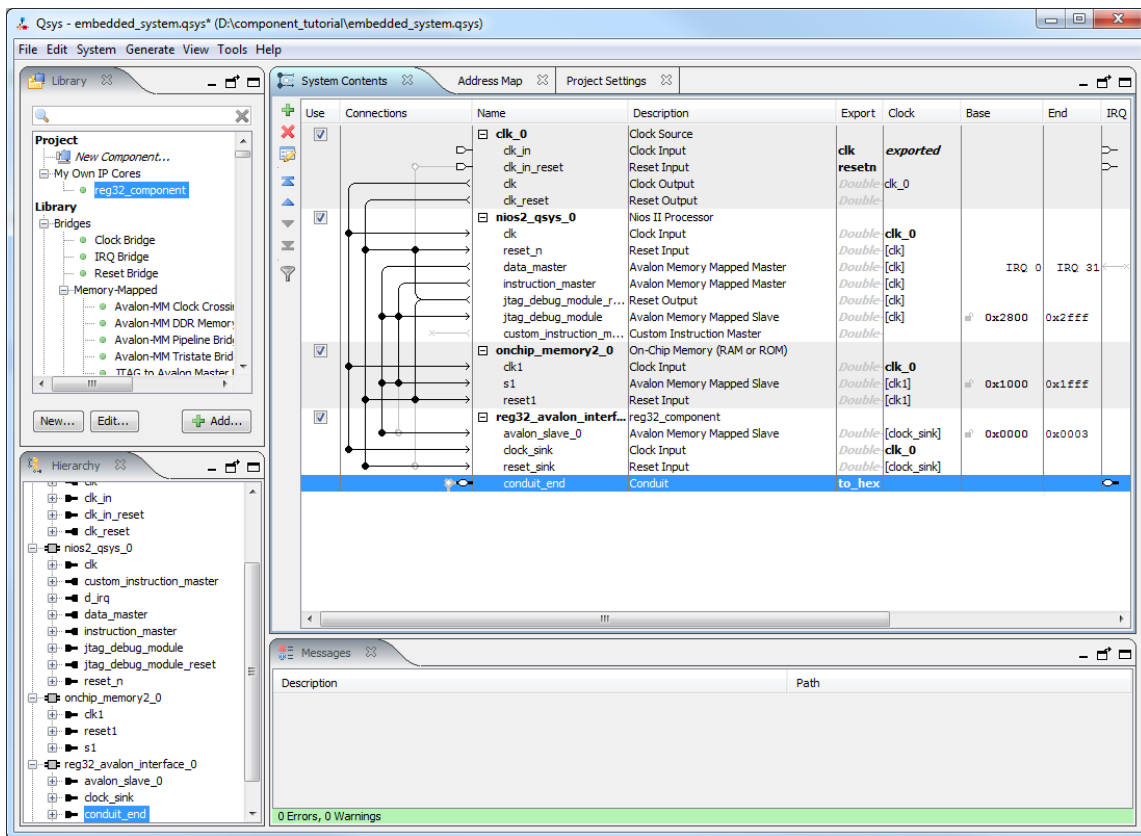 Qsys - embedded_system.qsys* (D:\component_tutorial\embedded_system.qsys)
File Edit System Generate View Tools Help
Library
Project
New Component...
My Own IP Cores
reg32_component
Library
Bridges
Clock Bridge
IRQ Bridge
Reset Bridge
Memory-Mapped
Avalon-MM Clock Crossi
Avalon-MM DDR Memory
Avalon-MM Pipeline Brid
Avalon-MM Tristate Brid
JTAG to Avalon Master
New... Edit... Add...
Hierarchy
clk
clk_in
clk_in_reset
clk_reset
nios2_qsys_0
clk
custom_instruction_master
d_irq
data_master
instruction_master
jtag_debug_module
jtag_debug_module_reset
reset_n
onchip_memory2_0
clk1
reset1
s1
reg32_avalon_interface_0
avalon_slave_0
clock_sink
conduit_end
System Contents Address Map Project Settings
Use Connections Name Description Export Clock Base End IRQ
clk_0 Clock Source
clk_in Clock Input clk exported
clk_in_reset Reset Input resetn
clk Clock Output Double- clk_0
clk_reset Reset Output Double-
nios2_qsys_0 Nios II Processor
clk Clock Input Double- clk_0
reset_n Reset Input Double- [clk]
data_master Avalon Memory Mapped Master Double- [clk] IRQ 0 IRQ 31
instruction_master Avalon Memory Mapped Master Double- [clk]
jtag_debug_module_r... Reset Output Double- [clk]
jtag_debug_module Avalon Memory Mapped Slave Double- [clk] 0x2800 0x2fff
custom_instruction_m... Custom Instruction Master Double-
onchip_memory2_0 On-Chip Memory (RAM or ROM)
clk1 Clock Input Double- clk_0
s1 Avalon Memory Mapped Slave Double- [clk1] 0x1000 0x1fff
reset1 Reset Input Double- [clk1]
reg32_avalon_interf... reg32_component
avalon_slave_0 Avalon Memory Mapped Slave Double- [clock_sink] 0x0000 0x0003
clock_sink Clock Input Double- clk_0
reset_sink Reset Input Double- [clock_sink]
conduit_end Conduit to_hex
Messages
Description Path
0 Errors, 0 Warnings